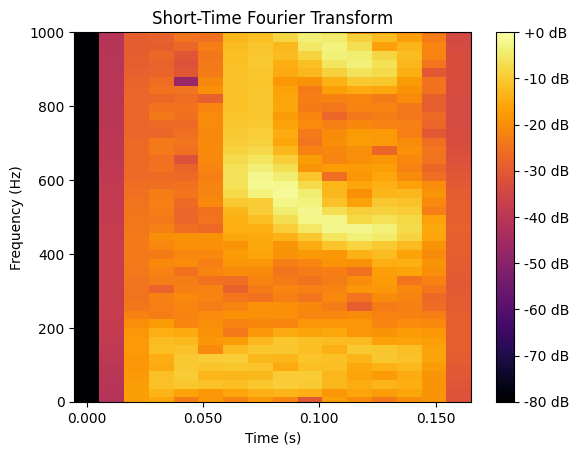 Short-Time Fourier Transform
1000
800
600
400
200
0
Frequency (Hz)
0.000
0.050
0.100
0.150
Time (s)
+0 dB
-10 dB
-20 dB
-30 dB
-40 dB
-50 dB
-60 dB
-70 dB
-80 dB